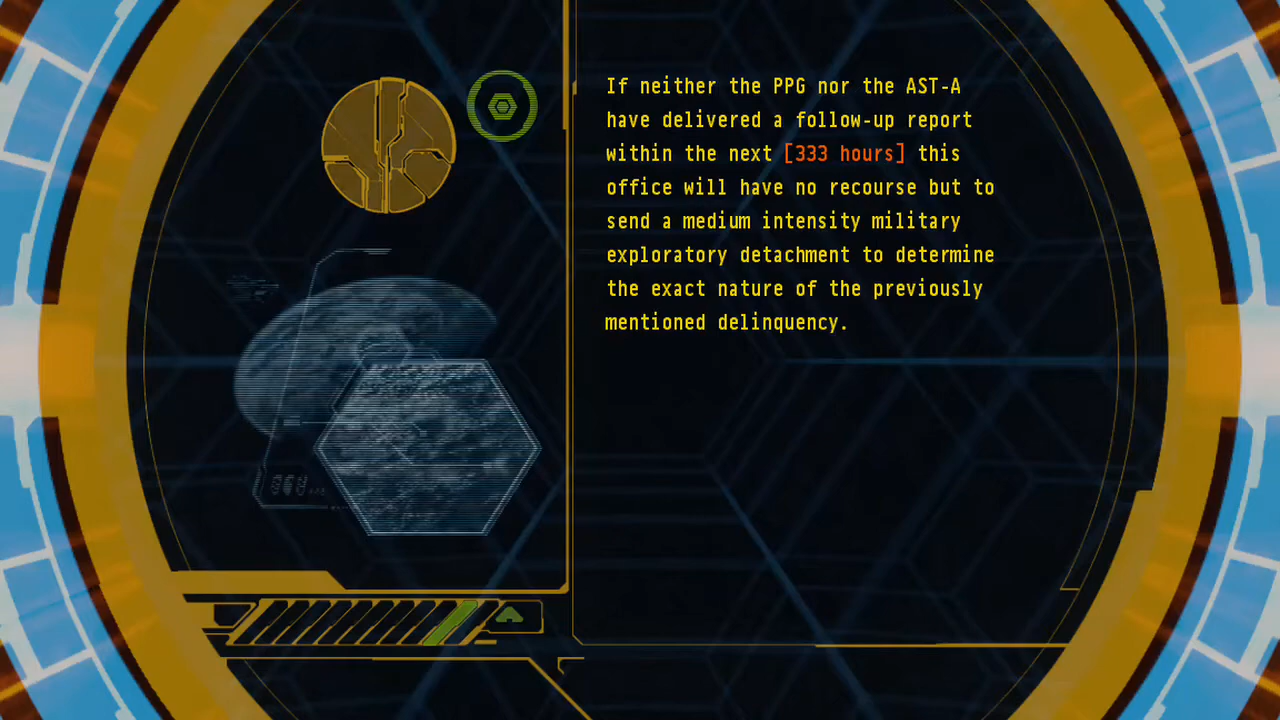 If neither the PPG nor the AST-A
have delivered a follow-up report
within the next [333 hours] this
office will have no recourse but to
send a medium intensity military
exploratory detachment to determine
the exact nature of the previously
mentioned delinquency.